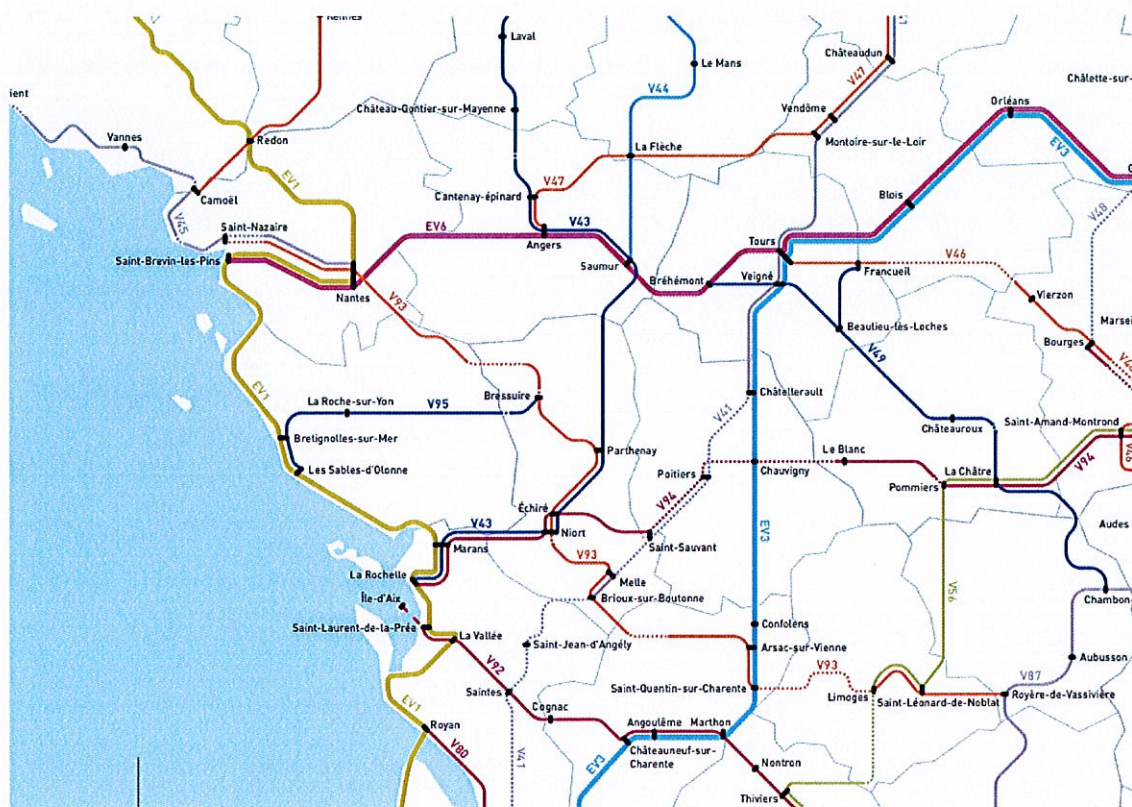 Rennes
Laval
Le Mans
Châteaudun
Châlette-sur-
V44
V47
Château-Gontier-sur-Mayenne
Vendôme
Orléans
ient
Vannes
Redon
La Flèche
Montoire-sur-le-Loir
EV3
EV1
Camoël
Cantenay-épinard
V47
V43
Blois
V48
V45
Saint-Nazaire
EV6
Angers
Tours
Saint-Brevin-les-Pins
Saumur
Bréhémont
Veigné
Francueil
V46
Nantes
V93
Vierzon
Beaulieu-lès-Loches
Marsei
Bourges
V49
V46
EV1
Bressuire
Châtellerault
La Roche-sur-Yon
V95
V41
Châteauroux
Bretignolles-sur-Mer
Parthenay
Saint-Amand-Montrond
Le Blanc
V46
Les Sables-d'Olonne
Poitiers
Chauvigny
La Châtre
V94
Pommiers
V94
Échiré
V43
Niort
Audes
Marans
Saint-Sauvant
EV3
V93
La Rochelle
Melle
V56
Île-d'Aix
Brioux-sur-Boutonne
Chambon-
Saint-Laurent-de-la-Prée
Confolens
La Vallée
Saint-Jean-d'Angély
Arsac-sur-Vienne
Aubusson
V92
V93
V87
Saintes
Saint-Quentin-sur-Charente
Limoges
Saint-Léonard-de-Noblat
Royère-de-Vassivière
EV1
Cognac
Royan
Angoulême
Marthon
V80
V41
EV3
Châteauneuf-sur-
Charente
Nontron
Thiviers